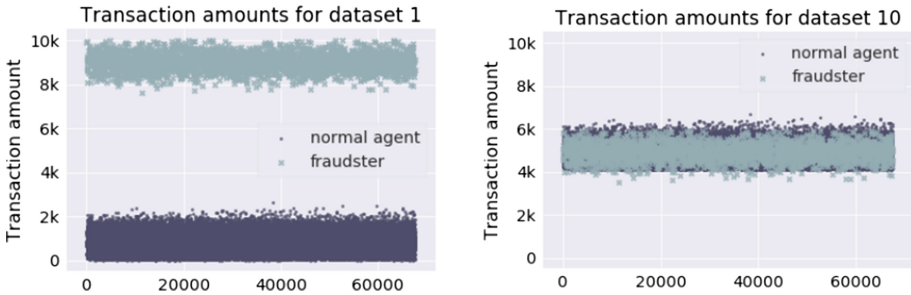 Transaction amounts for dataset 1
Transaction amount
10k
8k
6k
4k
2k
0
normal agent
fraudster
0 20000 40000 60000
Transaction amounts for dataset 10
Transaction amount
10k
8k
6k
4k
2k
0
normal agent
fraudster
0 20000 40000 60000